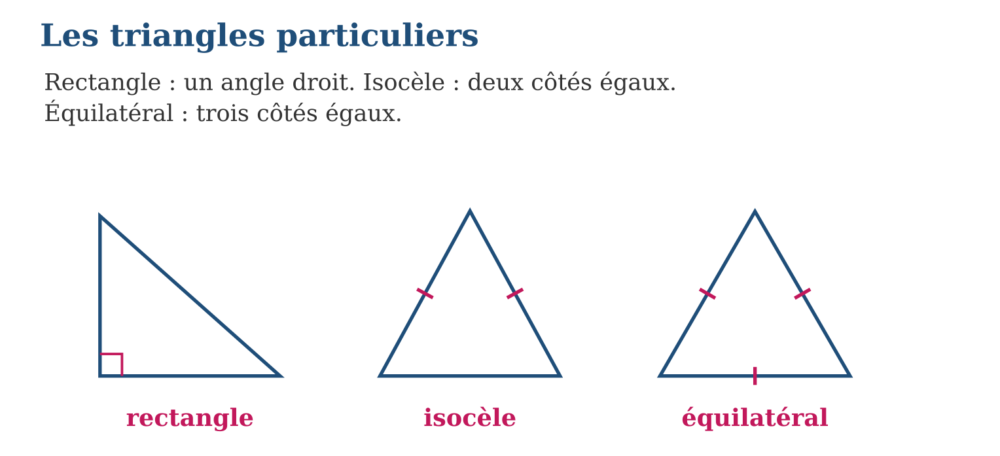 Les triangles particuliers
Rectangle : un angle droit. Isocèle : deux côtés égaux.
Équilatéral : trois côtés égaux.
rectangle
isocèle
équilatéral